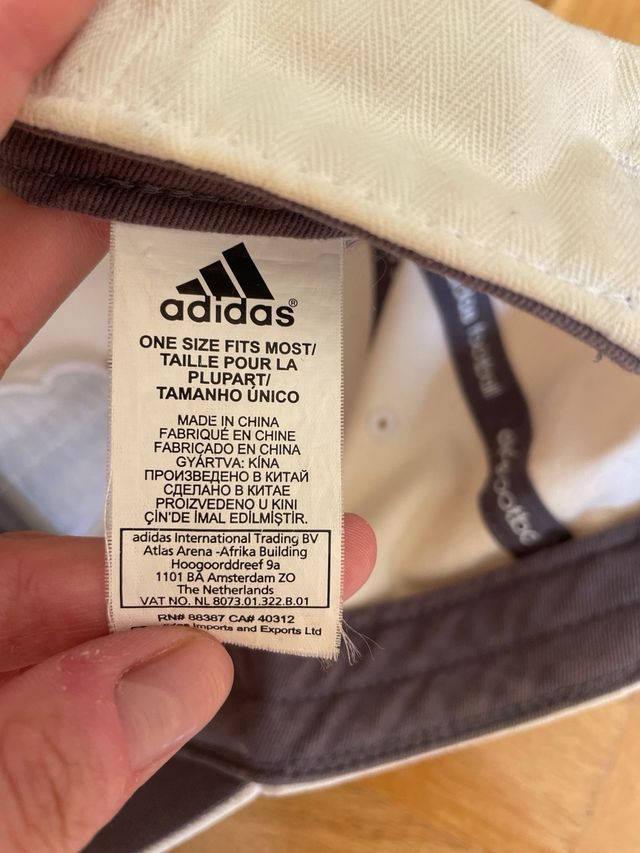 adidas®
ONE SIZE FITS MOST/
TAILLE POUR LA
PLUPART/
TAMANHO ÚNICO
MADE IN CHINA
FABRIQUÉ EN CHINE
FABRICADO EN CHINA
GYÁRTVA: KÍNA
ПРОИЗВЕДЕНО В КИТАЙ
СДЕЛАНО В КИТАЕ
PROIZVEDENO U KINI
ÇİN'DE İMAL EDİLMİŞTİR.
adidas International Trading BV
Atlas Arena -Afrika Building
Hoogoorddreef 9a
1101 BA Amsterdam ZO
The Netherlands
VAT NO. NL 8073.01.322.B.01
RN# 88387 CA# 40312
adidas Imports and Exports Ltd
football